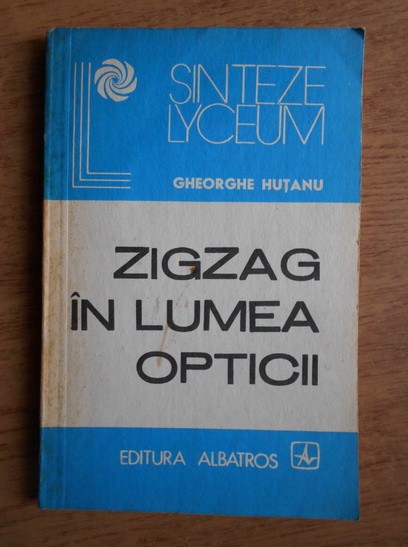 SINTEZE
LYCEUM
GHEORGHE HUȚANU
ZIGZAG
ÎN LUMEA
OPTICII
EDITURA ALBATROS